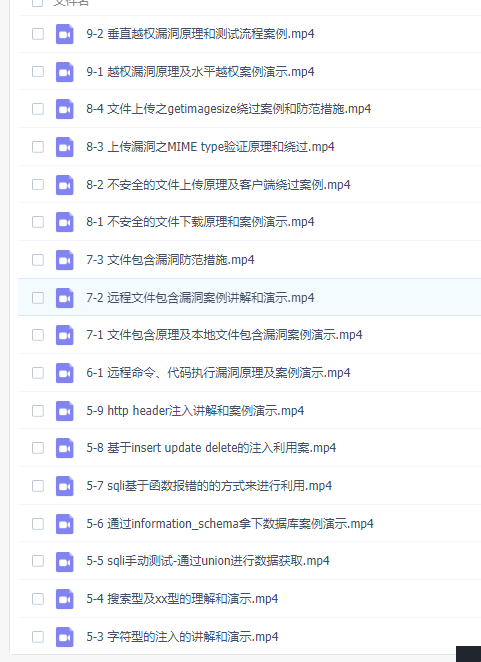 文件名
9-2 垂直越权漏洞原理和测试流程案例.mp4
9-1 越权漏洞原理及水平越权案例演示.mp4
8-4 文件上传之getimagesize绕过案例和防范措施.mp4
8-3 上传漏洞之MIME type验证原理和绕过.mp4
8-2 不安全的文件上传原理及客户端绕过案例.mp4
8-1 不安全的文件下载原理和案例演示.mp4
7-3 文件包含漏洞防范措施.mp4
7-2 远程文件包含漏洞案例讲解和演示.mp4
7-1 文件包含原理及本地文件包含漏洞案例演示.mp4
6-1 远程命令、代码执行漏洞原理及案例演示.mp4
5-9 http header注入讲解和案例演示.mp4
5-8 基于insert update delete的注入利用案.mp4
5-7 sqli基于函数报错的的方式来进行利用.mp4
5-6 通过information_schema拿下数据库案例演示.mp4
5-5 sqli手动测试-通过union进行数据获取.mp4
5-4 搜索型及xx型的理解和演示.mp4
5-3 字符型的注入的讲解和演示.mp4